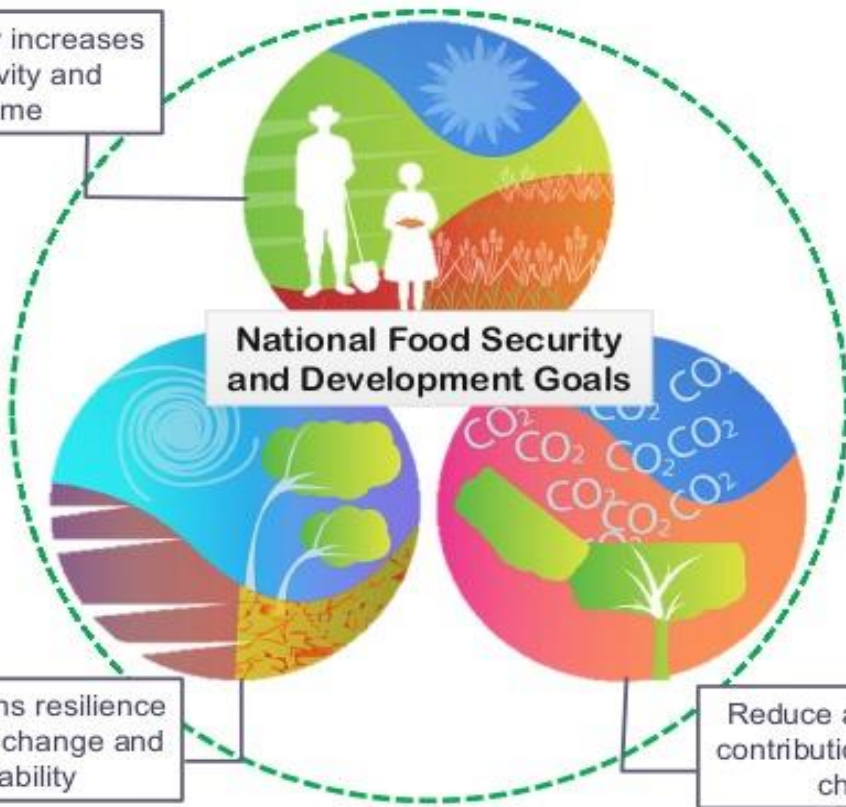 increases
vity and
me
National Food Security
and Development Goals
CO₂
CO₂
CO₂
CO₂
CO₂
CO₂
CO₂
CO₂
CO₂
ns resilience
change and
ability
Reduce a
contributio
ch